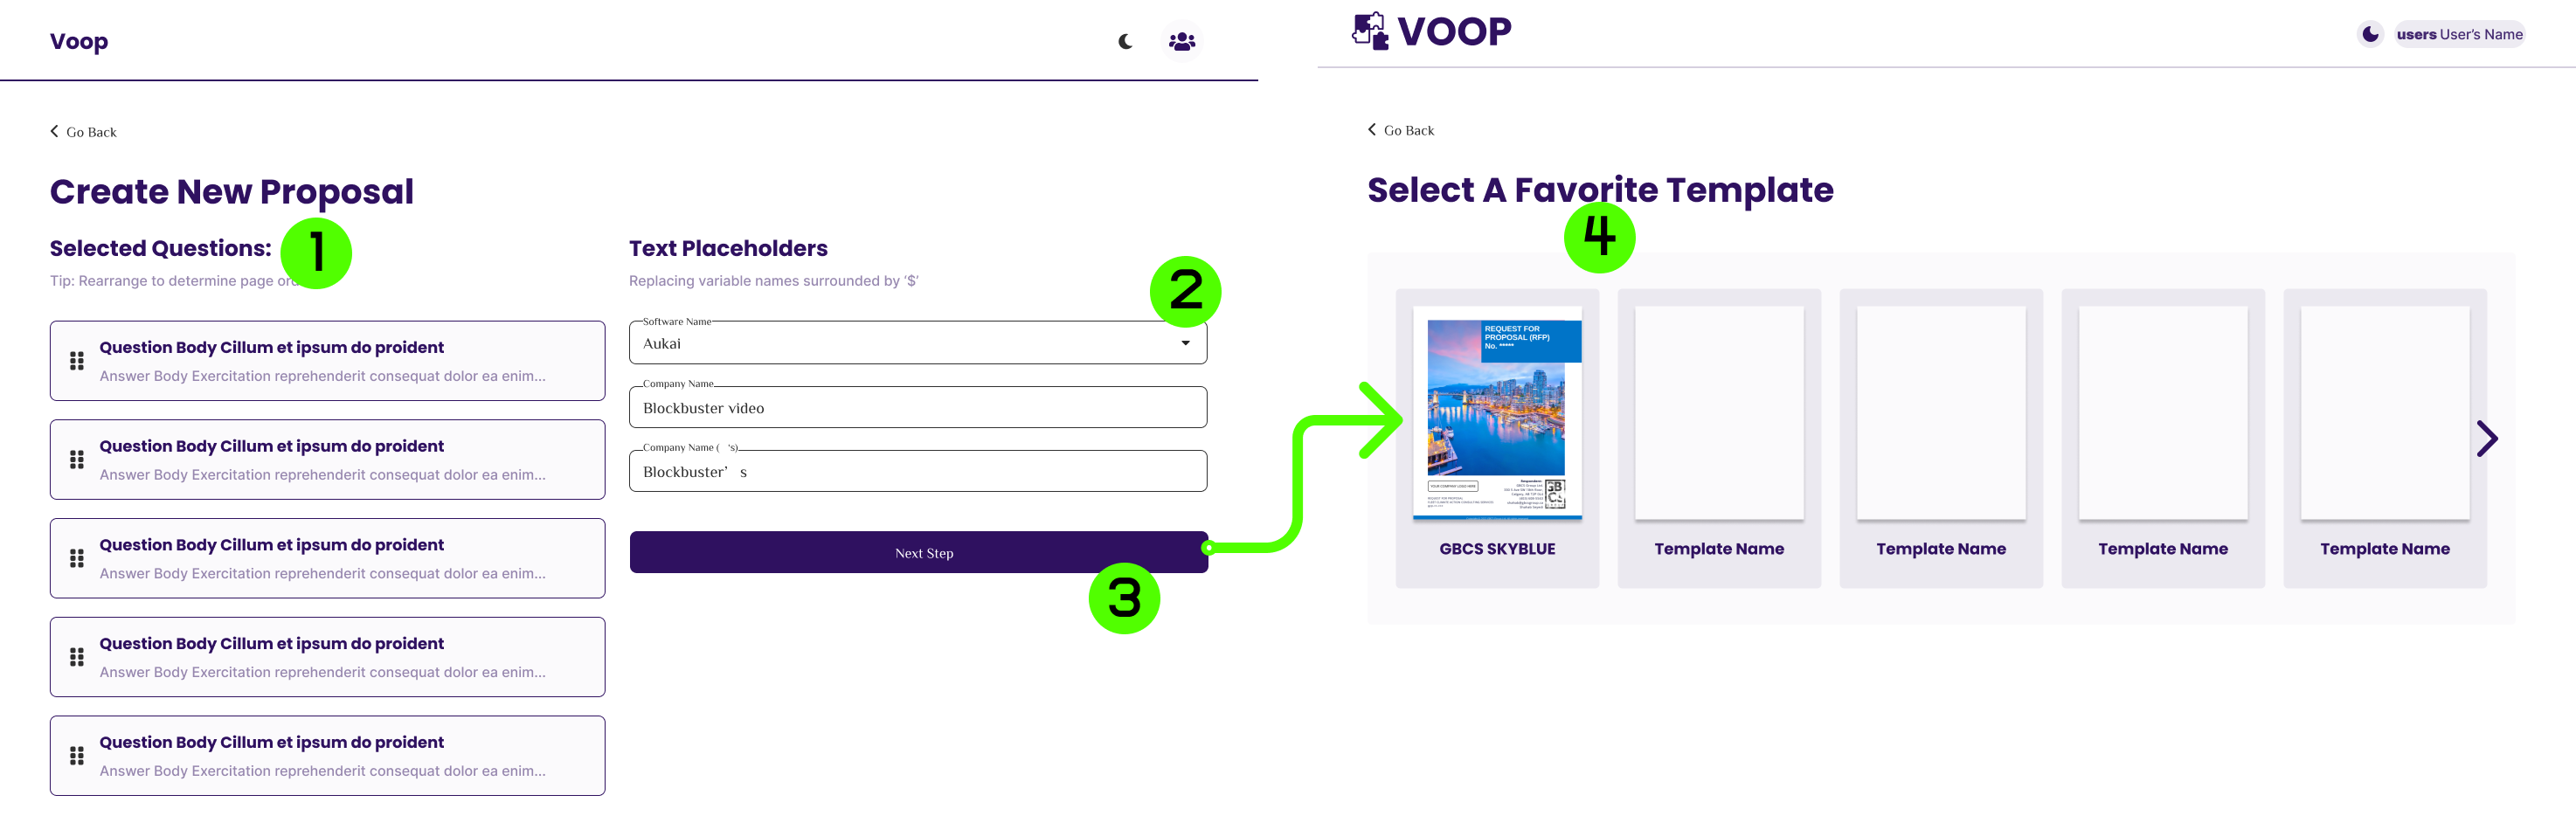 Voop
Go Back
Create New Proposal
Selected Questions:
1
Tip: Rearrange to determine page
Question Body Cillum et ipsum do proident
Answer Body Exercitation reprehenderit consequat dolor ea enim...
Question Body Cillum et ipsum do proident
Answer Body Exercitation reprehenderit consequat dolor ea enim...
Question Body Cillum et ipsum do proident
Answer Body Exercitation reprehenderit consequat dolor ea enim...
Question Body Cillum et ipsum do proident
Answer Body Exercitation reprehenderit consequat dolor ea enim...
Question Body Cillum et ipsum do proident
Answer Body Exercitation reprehenderit consequat dolor ea enim...
Text Placeholders
Replacing variable names surrounded by ‘$’
2
Software Name
Aukai
Company Name
Blockbuster video
Company Name ( ‘s)
Blockbuster’ s
Next Step
3
VOOP
users User’s Name
Go Back
Select A Favorite Template
4
REQUEST FOR
PROPOSAL (RFP)
No. *****
YOUR COMPANY LOGO HERE
GBCS SKYBLUE
Template Name
Template Name
Template Name
Template Name